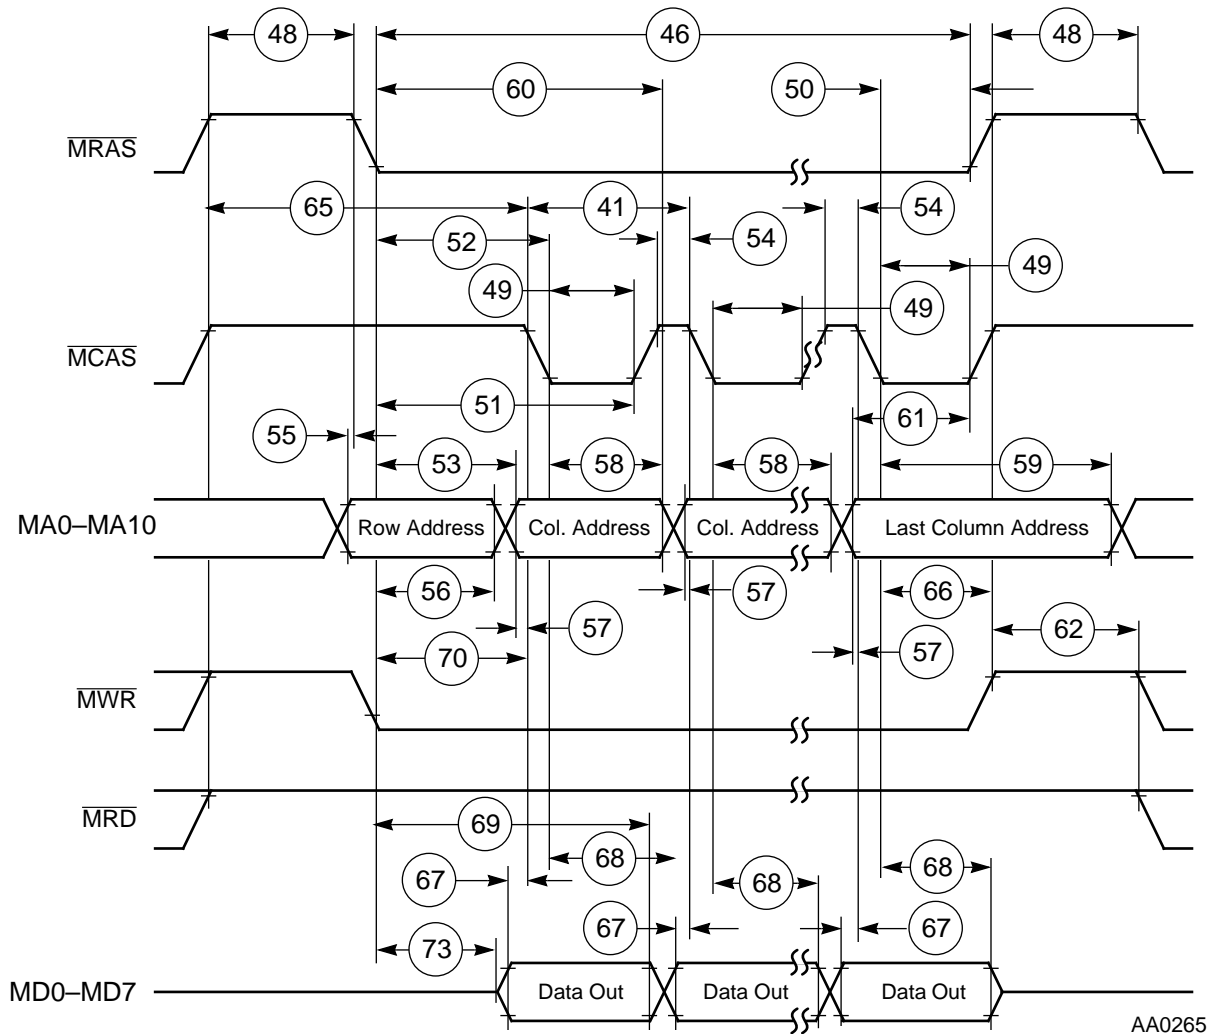 48 46 48
60 50
MRAS
65 41 54
52 54
49 49
49
MCAS
51 61
55
53 58 58 59
MA0–MA10 Row Address Col. Address Col. Address Last Column Address
56 57 66
57 62
70 57
MWR
MRD
69
68 68
67 68
67 67
73
MD0–MD7 Data Out Data Out Data Out
AA0265